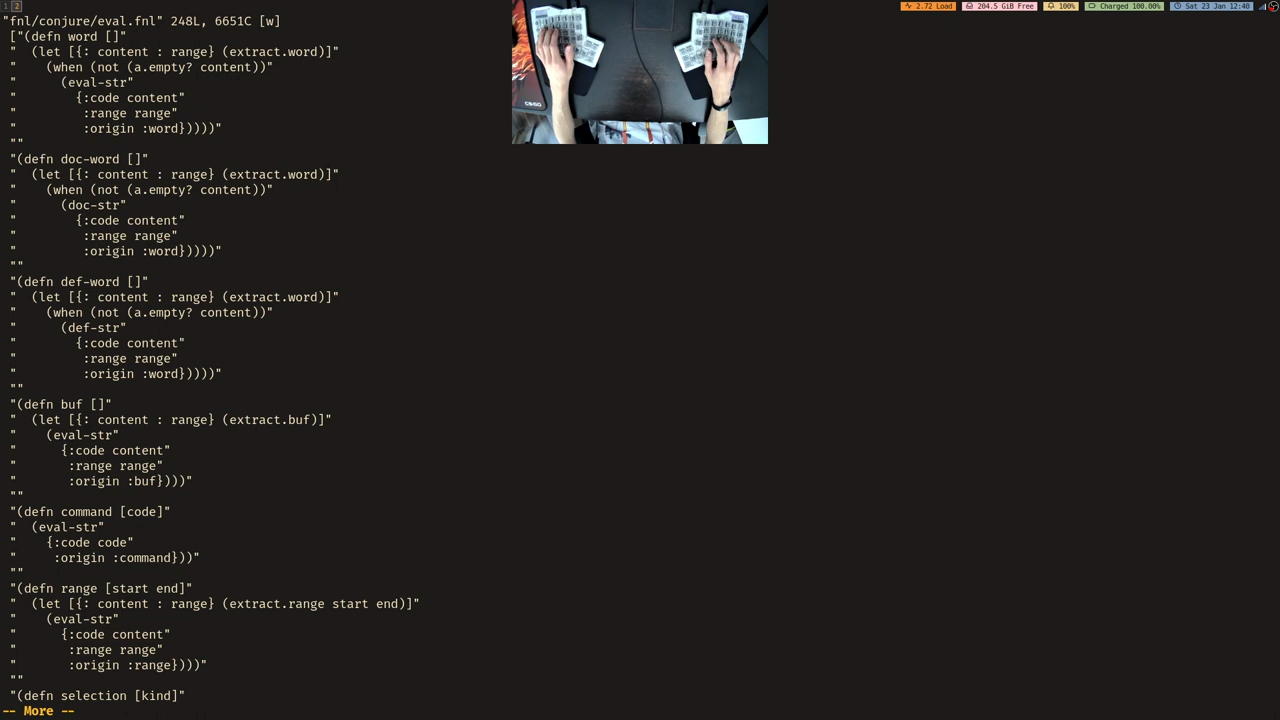 1 2
2.72 Load 204.5 GiB Free 100% Charged 100.00% Sat 23 Jan 12:40
"fnl/conjure/eval.fnl" 248L, 6651C [w]
["(defn word []"
"  (let [{: content : range} (extract.word)]"
"    (when (not (a.empty? content))"
"      (eval-str"
"        {:code content"
"         :range range"
"         :origin :word}))))"
""
"(defn doc-word []"
"  (let [{: content : range} (extract.word)]"
"    (when (not (a.empty? content))"
"      (doc-str"
"        {:code content"
"         :range range"
"         :origin :word}))))"
""
"(defn def-word []"
"  (let [{: content : range} (extract.word)]"
"    (when (not (a.empty? content))"
"      (def-str"
"        {:code content"
"         :range range"
"         :origin :word}))))"
""
"(defn buf []"
"  (let [{: content : range} (extract.buf)]"
"    (eval-str"
"      {:code content"
"       :range range"
"       :origin :buf})))"
""
"(defn command [code]"
"  (eval-str"
"    {:code code"
"     :origin :command}))"
""
"(defn range [start end]"
"  (let [{: content : range} (extract.range start end)]"
"    (eval-str"
"      {:code content"
"       :range range"
"       :origin :range})))"
""
"(defn selection [kind]"
-- More --